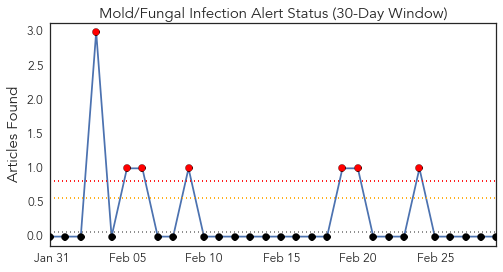 Mold/Fungal Infection Alert Status (30-Day Window)
Articles Found
3.0
2.5
2.0
1.5
1.0
0.5
0.0
Jan 31 Feb 05 Feb 10 Feb 15 Feb 20 Feb 25